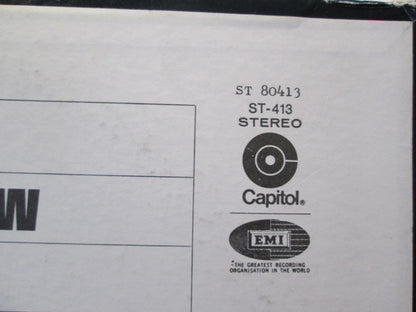 ST 80413
ST-413
STEREO
Capitol®
W
EMI
"THE GREATEST RECORDING
ORGANISATION IN THE WORLD